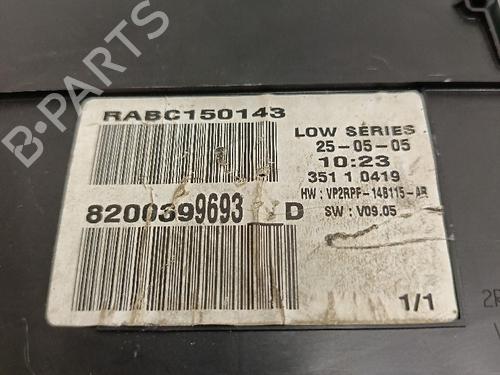 RABC150143
LOW SERIES
25-05-05
10:23
351 1 0419
HW : VP2RPF-14B115-AR
SW : V09.05
8200399693 D
1/1
B-PARTS